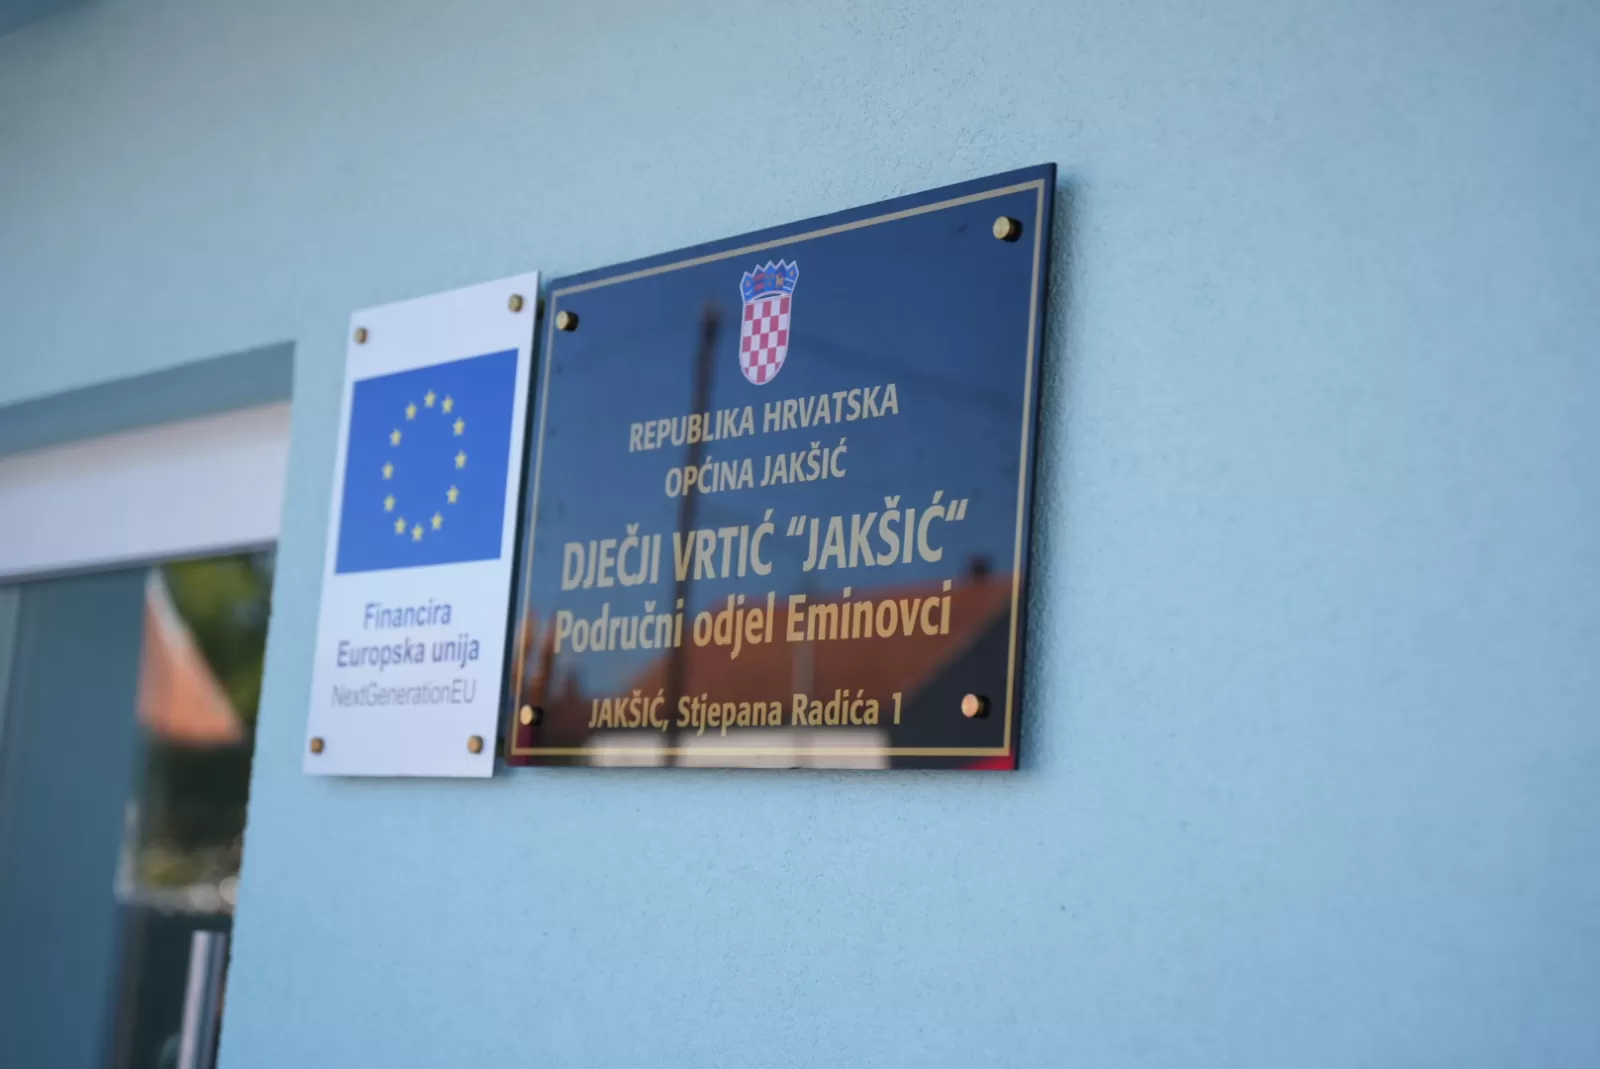 Financira
Europska unija
NextGenerationEU
REPUBLIKA HRVATSKA
OPĆINA JAKŠIĆ
DJEČJI VRTIĆ “JAKŠIĆ“
Područni odjel Eminovci
JAKŠIĆ, Stjepana Radića 1